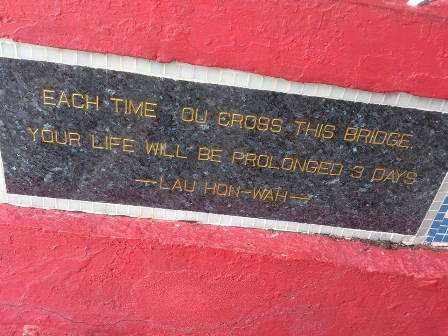 EACH TIME OU CROSS THIS BRIDGE,
YOUR LIFE WILL BE PROLONGED 3 DAYS
—LAU HON-WAH—